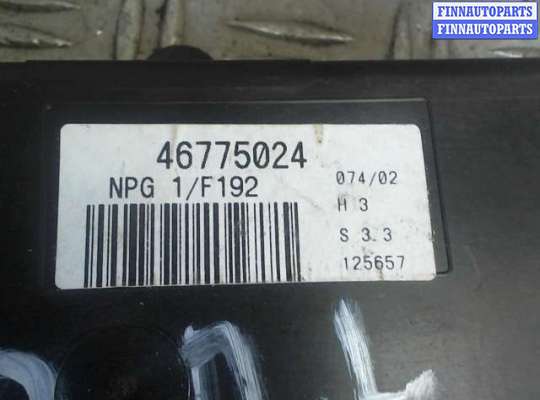 FINNAUTOPARTS
FINNAUTOPARTS
46775024
NPG 1/F192
074/02
H 3
S 3.3
125657